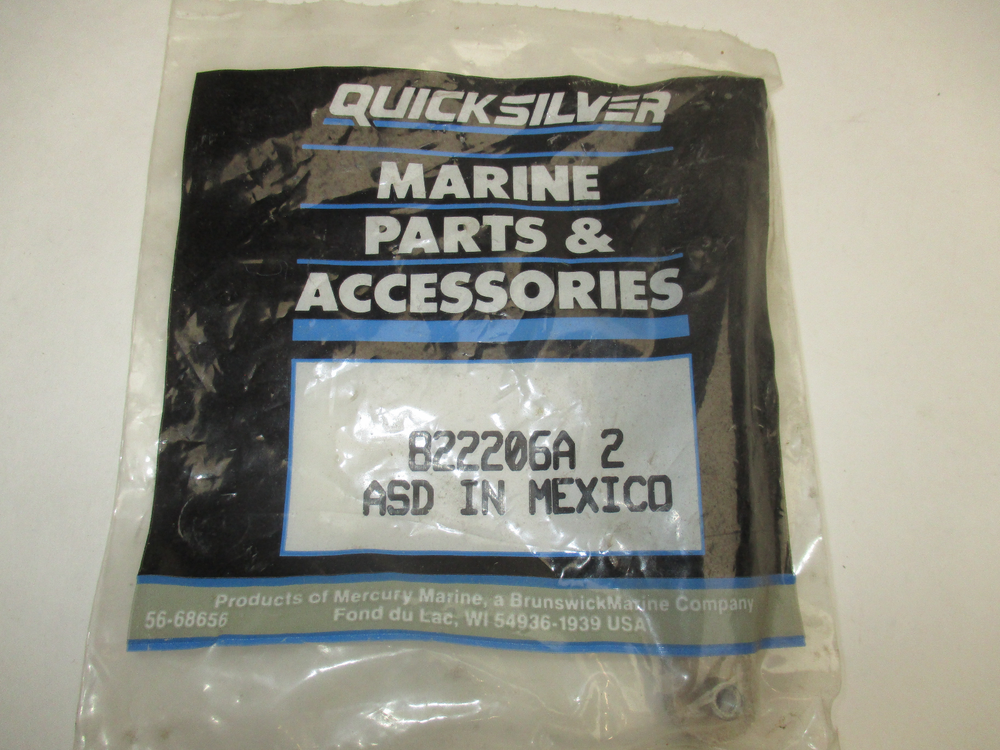 QUICKSILVER
MARINE
PARTS &
ACCESSORIES
822206A 2
ASD IN MEXICO
Products of Mercury Marine, a BrunswickMarine Company
56-68656
Fond du Lac, WI 54936-1939 USA